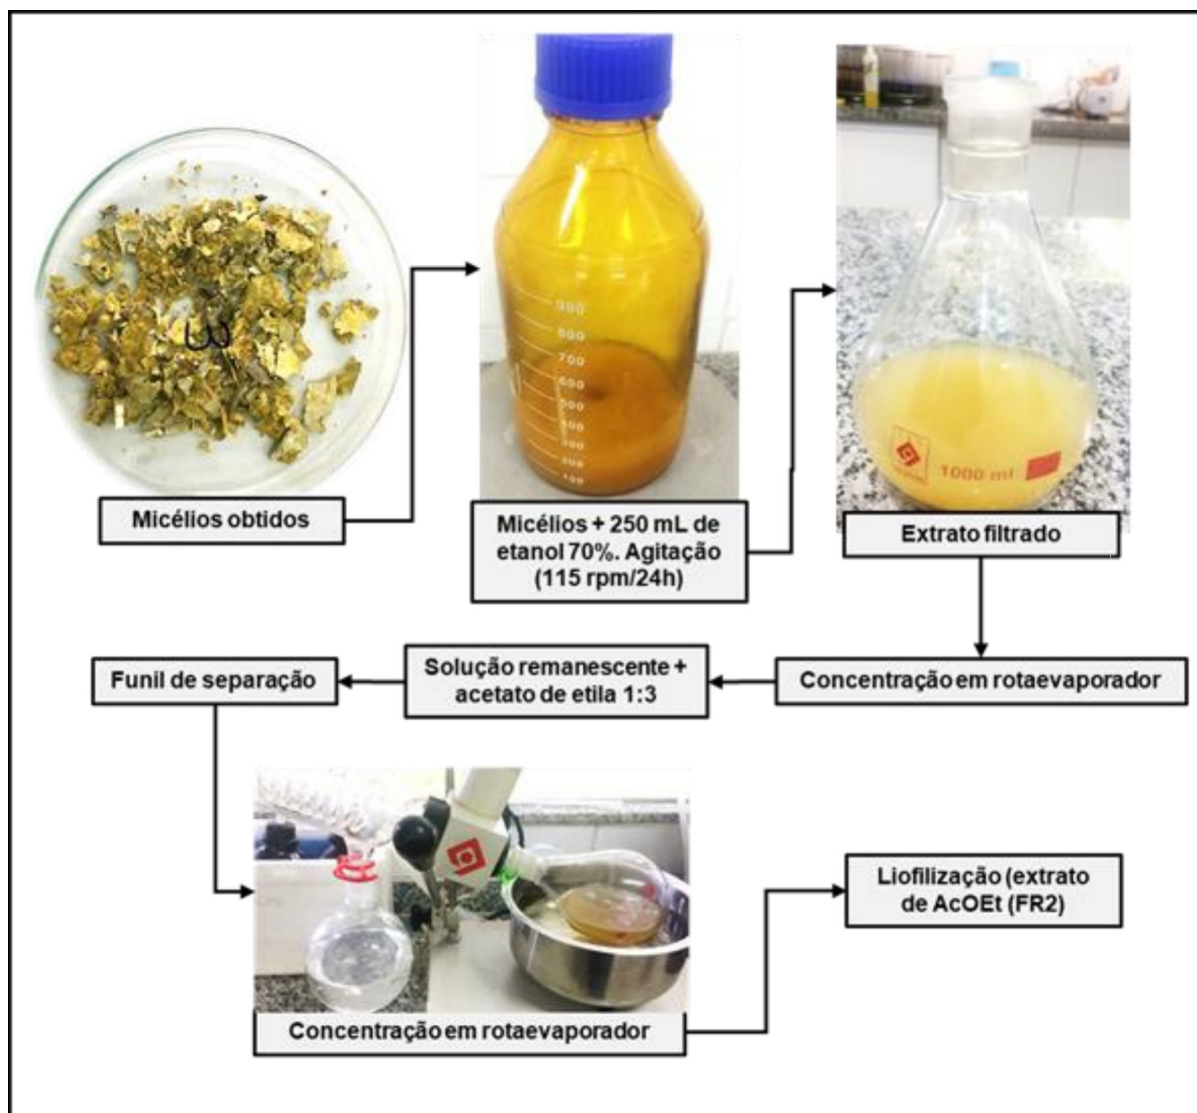 3
Micélios obtidos
900
800
700
600
500
400
300
200
100
Micélios + 250 mL de
etanol 70%. Agitação
(115 rpm/24h)
1000 ml
Extrato filtrado
Concentração em rotaevaporador
Solução remanescente +
acetato de etila 1:3
Funil de separação
Concentração em rotaevaporador
Liofilização (extrato
de AcOEt (FR2)